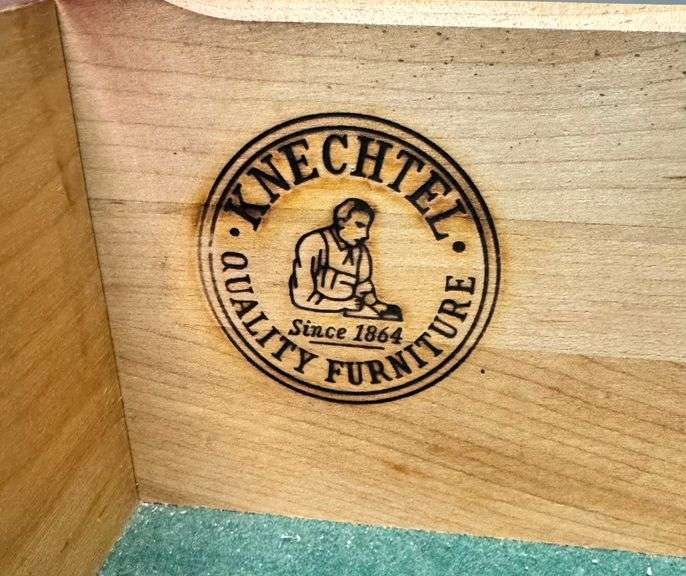 KNECHTEL
Since 1864
QUALITY FURNITURE